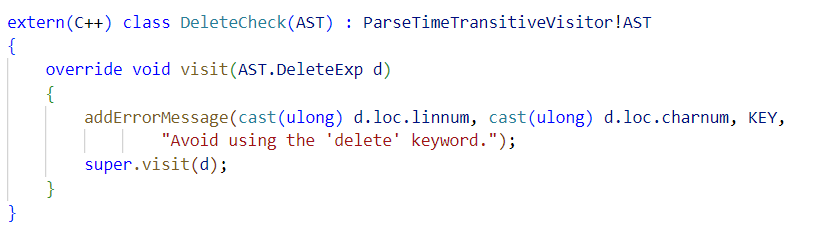 extern(C++) class DeleteCheck(AST) : ParseTimeTransitiveVisitor!AST
{
    override void visit(AST.DeleteExp d)
    {
        addErrorMessage(cast(ulong) d.loc.linnum, cast(ulong) d.loc.charnum, KEY,
                "Avoid using the 'delete' keyword.");
        super.visit(d);
    }
}